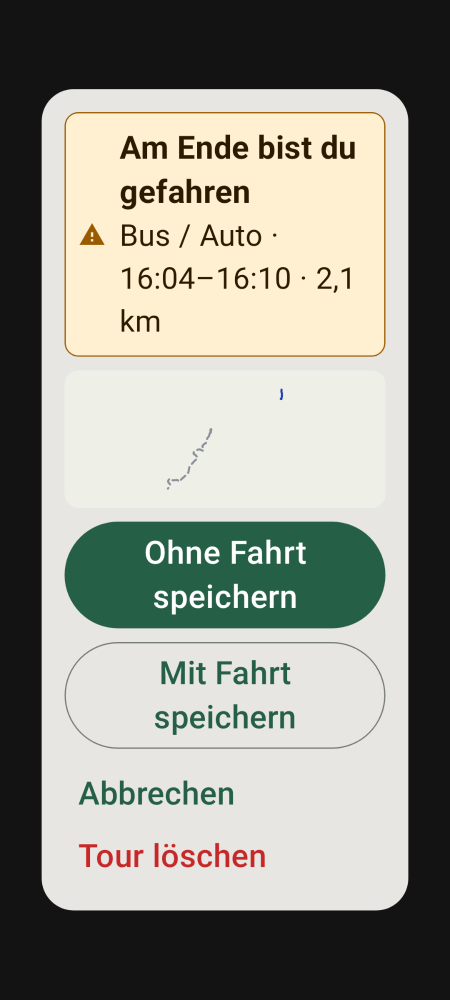 Am Ende bist du
gefahren
Bus / Auto ·
16:04–16:10 · 2,1
km
Ohne Fahrt
speichern
Mit Fahrt
speichern
Abbrechen
Tour löschen